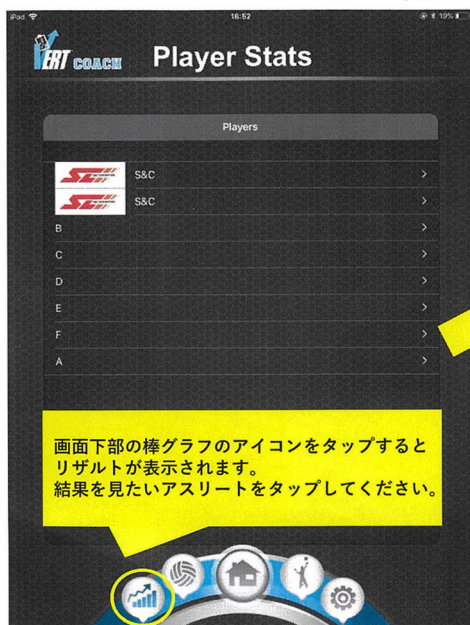 iPad
18:52
19%
VERT COACH
Player Stats
Players
S&C
S&C
B
C
D
E
F
A
画面下部の棒グラフのアイコンをタップすると
リザルトが表示されます。
結果を見たいアスリートをタップしてください。